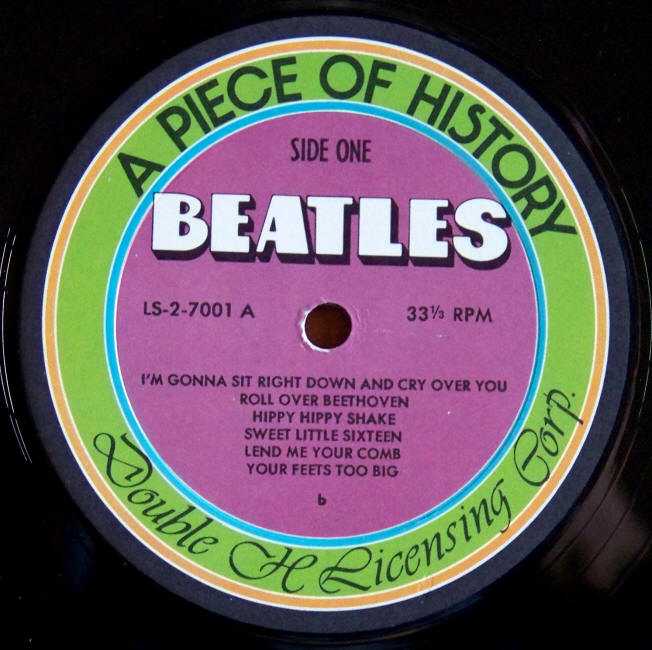 A PIECE OF HISTORY
SIDE ONE
BEATLES
LS-2-7001 A
33⅓ RPM
I'M GONNA SIT RIGHT DOWN AND CRY OVER YOU
ROLL OVER BEETHOVEN
HIPPY HIPPY SHAKE
SWEET LITTLE SIXTEEN
LEND ME YOUR COMB
YOUR FEETS TOO BIG
b
Double H Licensing Corp.